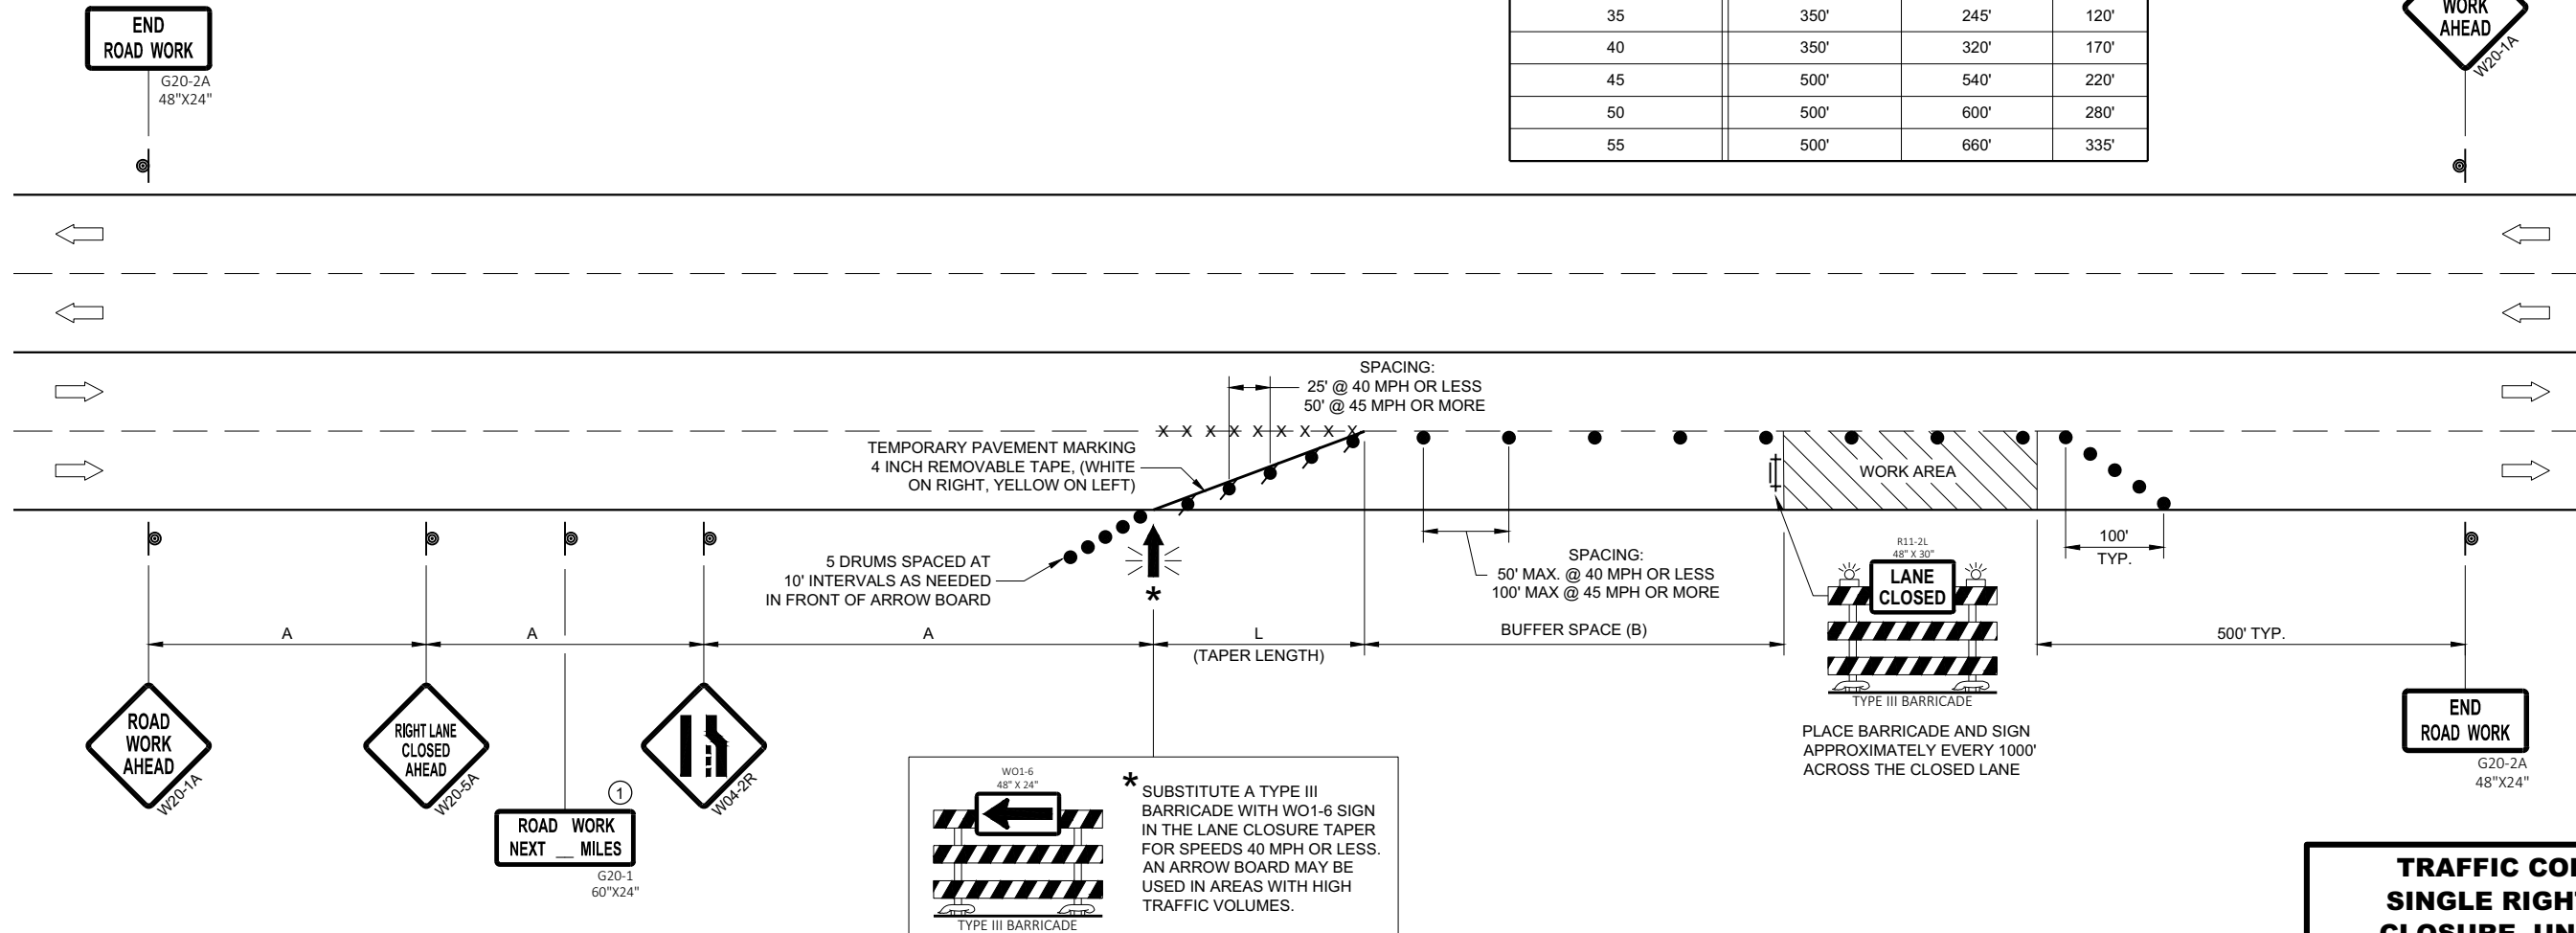 END
ROAD WORK
G20-2A
48"X24"
35 350' 245' 120'
40 350' 320' 170'
45 500' 540' 220'
50 500' 600' 280'
55 500' 660' 335'
WORK
AHEAD
W20-1A
SPACING:
25' @ 40 MPH OR LESS
50' @ 45 MPH OR MORE
X X X X X X X X X
TEMPORARY PAVEMENT MARKING
4 INCH REMOVABLE TAPE, (WHITE
ON RIGHT, YELLOW ON LEFT)
WORK AREA
5 DRUMS SPACED AT
10' INTERVALS AS NEEDED
IN FRONT OF ARROW BOARD
*
SPACING:
50' MAX. @ 40 MPH OR LESS
100' MAX @ 45 MPH OR MORE
R11-2L
48" X 30"
LANE
CLOSED
TYPE III BARRICADE
PLACE BARRICADE AND SIGN
APPROXIMATELY EVERY 1000'
ACROSS THE CLOSED LANE
100'
TYP.
A
A
A
L
(TAPER LENGTH)
BUFFER SPACE (B)
500' TYP.
ROAD
WORK
AHEAD
W20-1A
RIGHT LANE
CLOSED
AHEAD
W20-5A
1
ROAD WORK
NEXT __ MILES
G20-1
60"X24"
W04-2R
WO1-6
48" X 24"
TYPE III BARRICADE
* SUBSTITUTE A TYPE III
BARRICADE WITH WO1-6 SIGN
IN THE LANE CLOSURE TAPER
FOR SPEEDS 40 MPH OR LESS.
AN ARROW BOARD MAY BE
USED IN AREAS WITH HIGH
TRAFFIC VOLUMES.
END
ROAD WORK
G20-2A
48"X24"
TRAFFIC CO
SINGLE RIGH
CLOSURE, UN